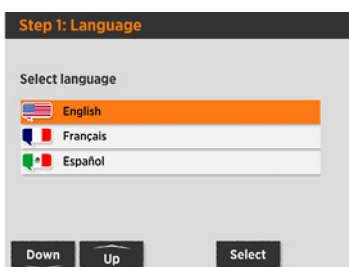 Step 1: Language
Select language
English
Français
Español
Down
Up
Select